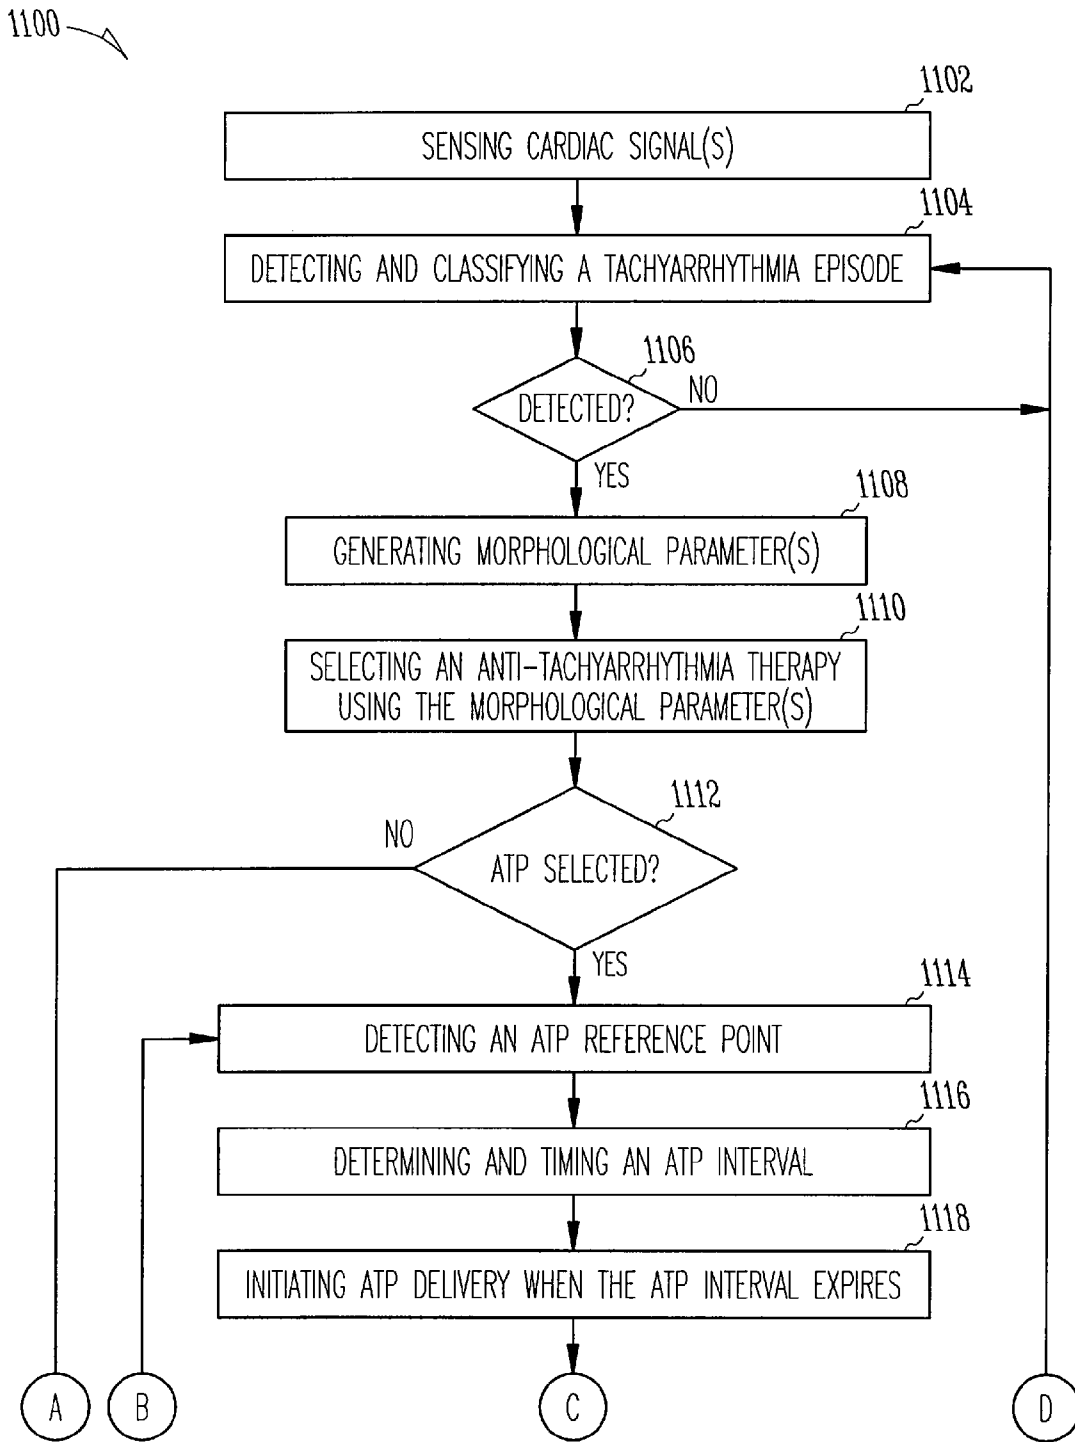 1100
1102
SENSING CARDIAC SIGNAL(S)
1104
DETECTING AND CLASSIFYING A TACHYARRHYTHMIA EPISODE
1106
DETECTED?
NO
YES
1108
GENERATING MORPHOLOGICAL PARAMETER(S)
1110
SELECTING AN ANTI-TACHYARRHYTHMIA THERAPY
USING THE MORPHOLOGICAL PARAMETER(S)
1112
NO
ATP SELECTED?
YES
1114
DETECTING AN ATP REFERENCE POINT
1116
DETERMINING AND TIMING AN ATP INTERVAL
1118
INITIATING ATP DELIVERY WHEN THE ATP INTERVAL EXPIRES
A
B
C
D